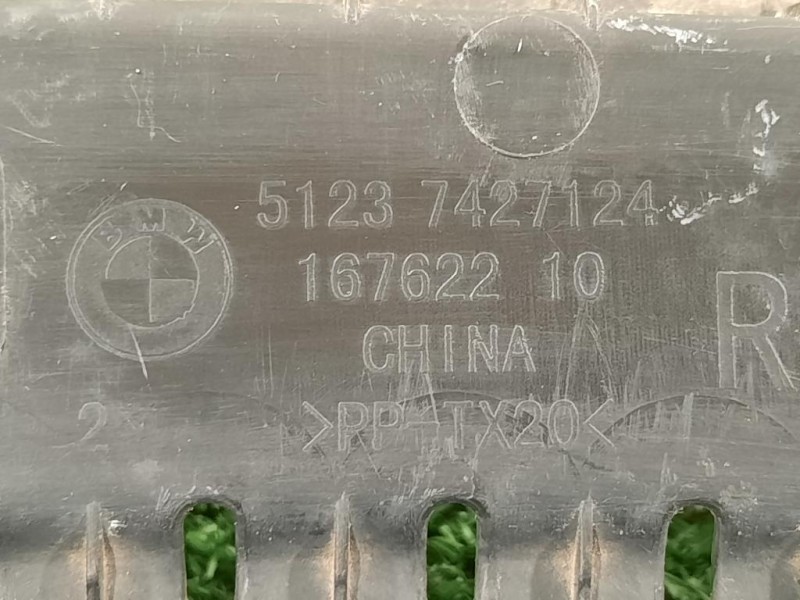 BMW
5123 7427124
167622 10
R
CHINA
2
>PP-TX20<